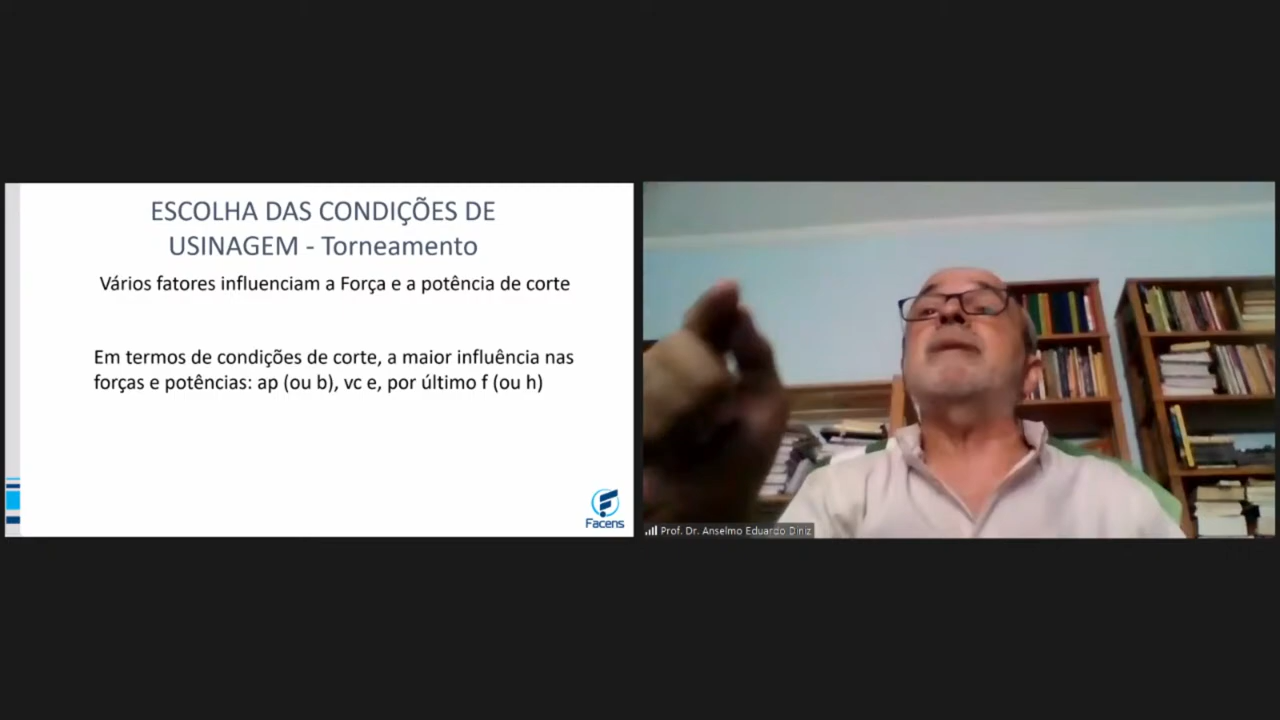 ESCOLHA DAS CONDIÇÕES DE
USINAGEM - Torneamento
Vários fatores influenciam a Força e a potência de corte
Em termos de condições de corte, a maior influência nas
forças e potências: ap (ou b), vc e, por último f (ou h)
Facens
Prof. Dr. Anselmo Eduardo Diniz